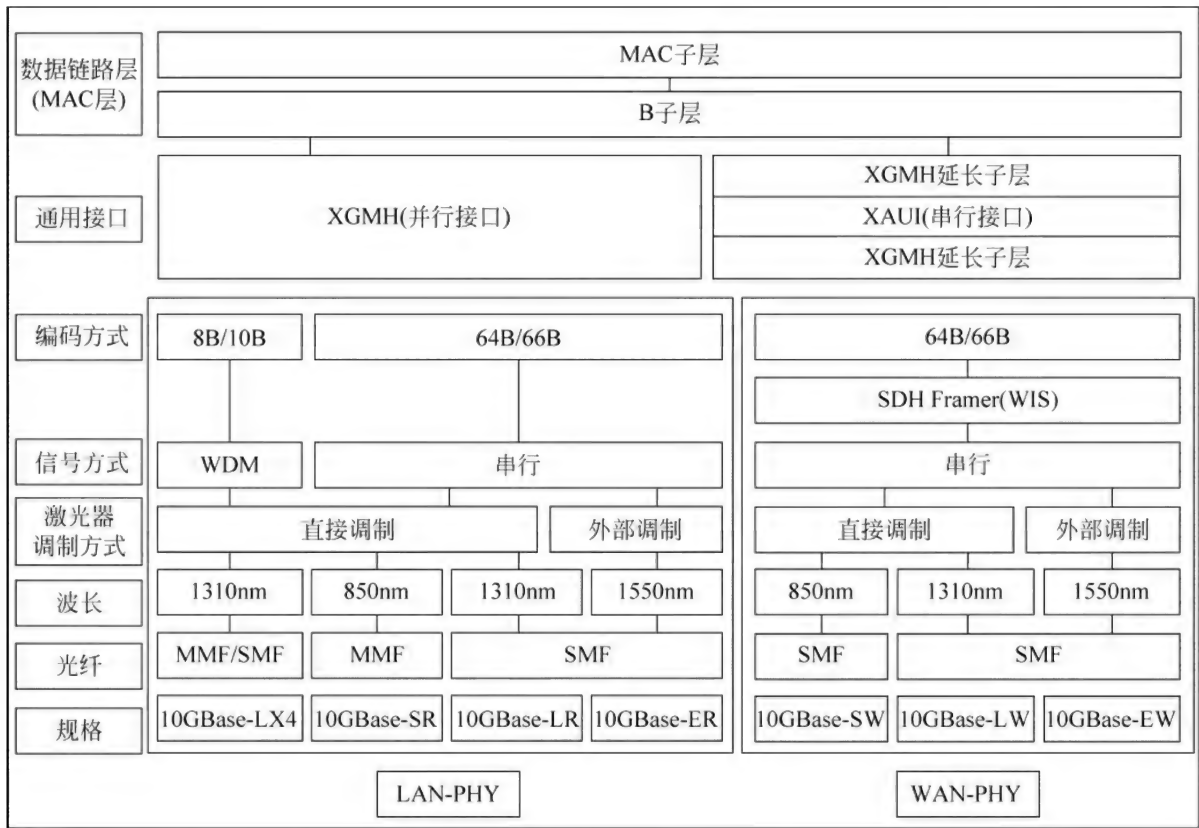 数据链路层
(MAC层)
MAC子层
B子层
通用接口
XGMH(并行接口)
XGMH延长子层
XAUI(串行接口)
XGMH延长子层
编码方式
8B/10B
64B/66B
64B/66B
SDH Framer(WIS)
信号方式
WDM
串行
串行
激光器
调制方式
直接调制
外部调制
直接调制
外部调制
波长
1310nm
850nm
1310nm
1550nm
850nm
1310nm
1550nm
光纤
MMF/SMF
MMF
SMF
SMF
SMF
规格
10GBase-LX4
10GBase-SR
10GBase-LR
10GBase-ER
10GBase-SW
10GBase-LW
10GBase-EW
LAN-PHY
WAN-PHY